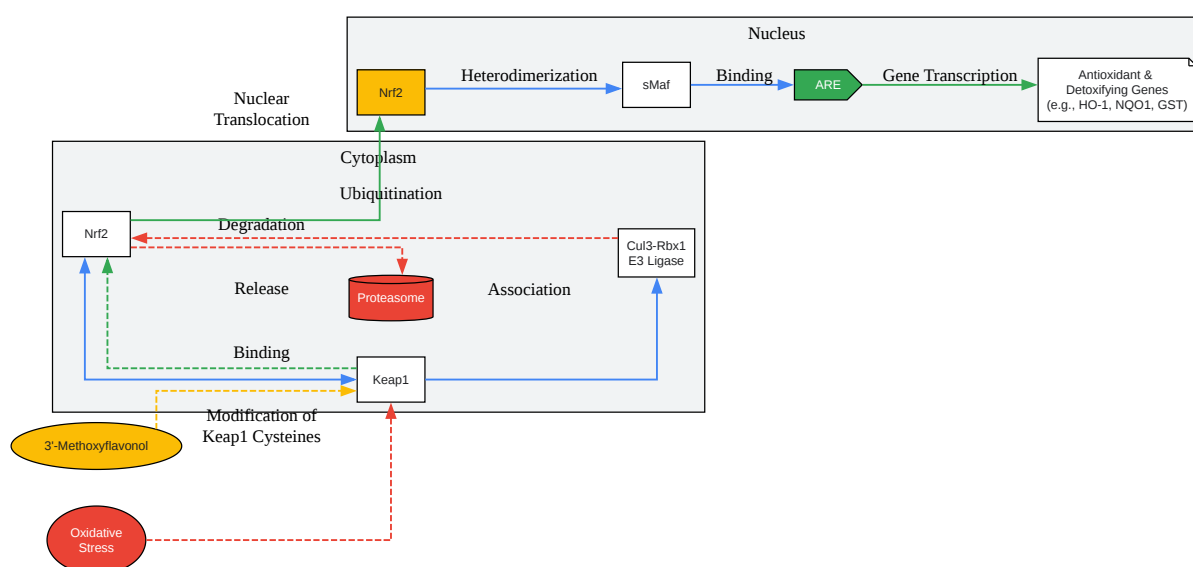 Nucleus
Heterodimerization
Binding
Gene Transcription
Nrf2
sMaf
ARE
Antioxidant &
Detoxifying Genes
(e.g., HO-1, NQO1, GST)
Nuclear
Translocation
Cytoplasm
Ubiquitination
Degradation
Nrf2
Cul3-Rbx1
E3 Ligase
Release
Association
Proteasome
Binding
Keap1
Modification of
Keap1 Cysteines
3'-Methoxyflavonol
Oxidative
Stress